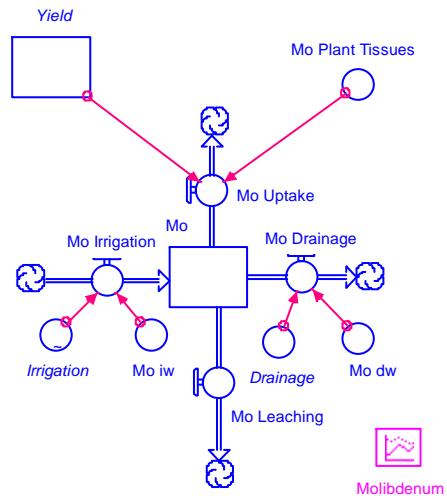 Yield
Mo Plant Tissues
Mo Uptake
Mo
Mo Irrigation
Mo Drainage
~
Irrigation
Mo iw
Drainage
Mo dw
Mo Leaching
Molibdenum